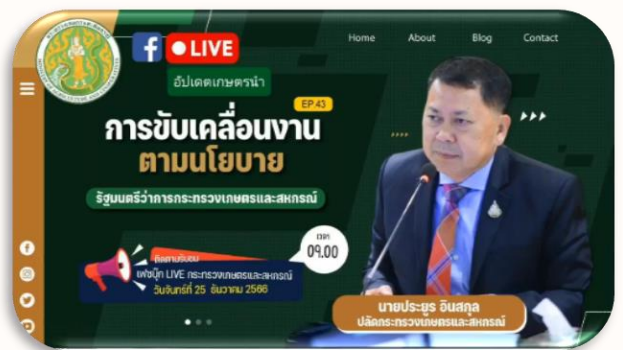 Home About Blog Contact
LIVE
อัปเดตเกษตรนำ
EP.43
การขับเคลื่อนงาน
ตามนโยบาย
รัฐมนตรีว่าการกระทรวงเกษตรและสหกรณ์
เวลา
09.00
ติดตามรับชม
เฟซบุ๊ก LIVE กระทรวงเกษตรและสหกรณ์
วันจันทร์ที่ 25 ธันวาคม 2566
นายประยูร อินสกุล
ปลัดกระทรวงเกษตรและสหกรณ์